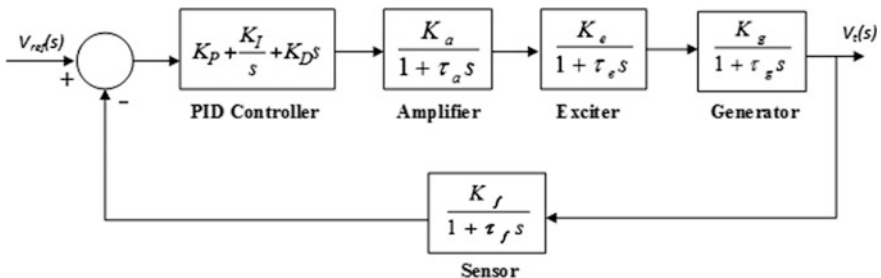 V_ref(s)
+
−
K_P + K_I/s + K_D s
PID Controller
K_a
1 + τ_a s
Amplifier
K_e
1 + τ_e s
Exciter
K_g
1 + τ_g s
Generator
V_t(s)
K_f
1 + τ_f s
Sensor